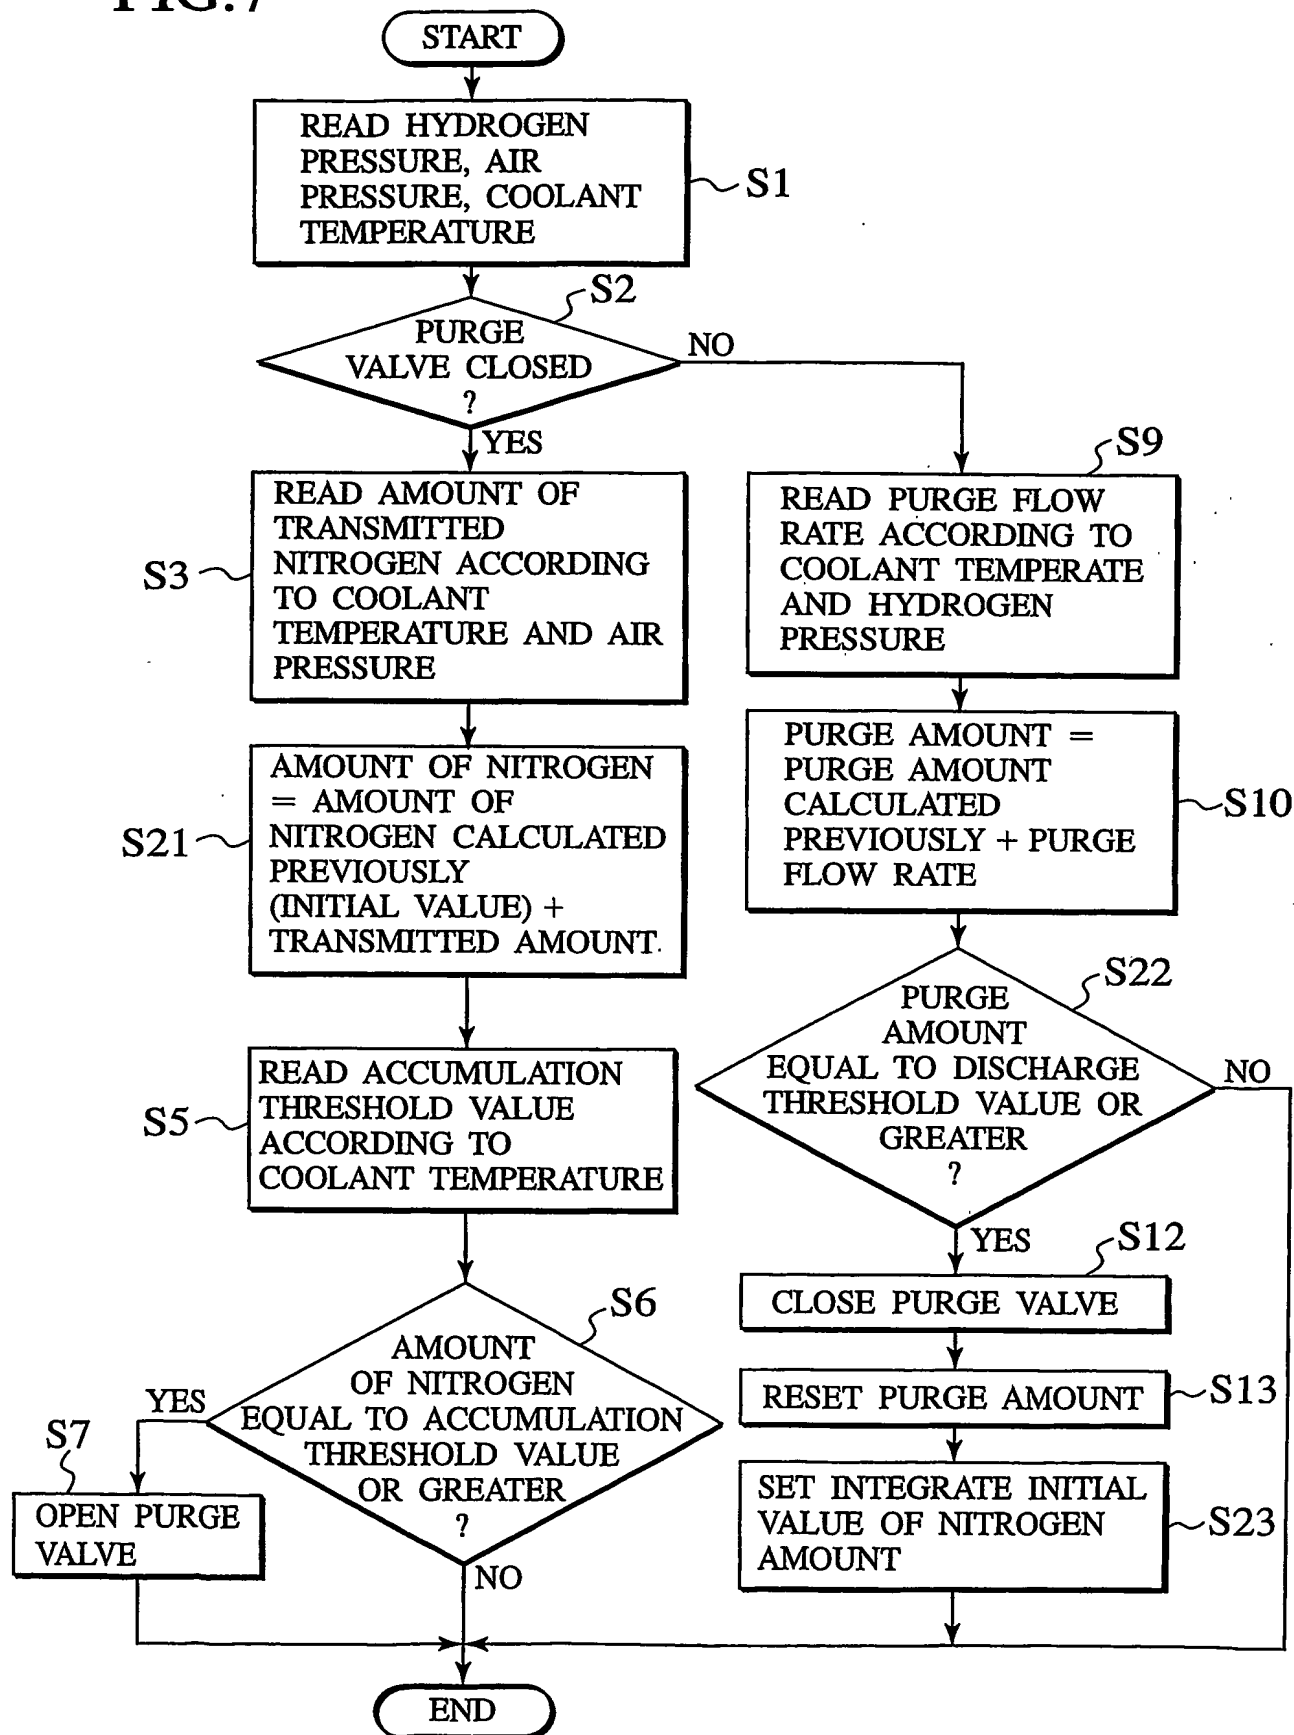 FIG.7
START
READ HYDROGEN
PRESSURE, AIR
PRESSURE, COOLANT
TEMPERATURE
S1
S2
PURGE
VALVE CLOSED
?
NO
YES
S3
READ AMOUNT OF
TRANSMITTED
NITROGEN ACCORDING
TO COOLANT
TEMPERATURE AND AIR
PRESSURE
S21
AMOUNT OF NITROGEN
= AMOUNT OF
NITROGEN CALCULATED
PREVIOUSLY
(INITIAL VALUE) +
TRANSMITTED AMOUNT
S5
READ ACCUMULATION
THRESHOLD VALUE
ACCORDING TO
COOLANT TEMPERATURE
S6
AMOUNT
OF NITROGEN
EQUAL TO ACCUMULATION
THRESHOLD VALUE
OR GREATER
?
YES
NO
S7
OPEN PURGE
VALVE
S9
READ PURGE FLOW
RATE ACCORDING TO
COOLANT TEMPERATE
AND HYDROGEN
PRESSURE
PURGE AMOUNT =
PURGE AMOUNT
CALCULATED
PREVIOUSLY + PURGE
FLOW RATE
S10
S22
PURGE
AMOUNT
EQUAL TO DISCHARGE
THRESHOLD VALUE OR
GREATER
?
NO
YES
S12
CLOSE PURGE VALVE
RESET PURGE AMOUNT
S13
SET INTEGRATE INITIAL
VALUE OF NITROGEN
AMOUNT
S23
END